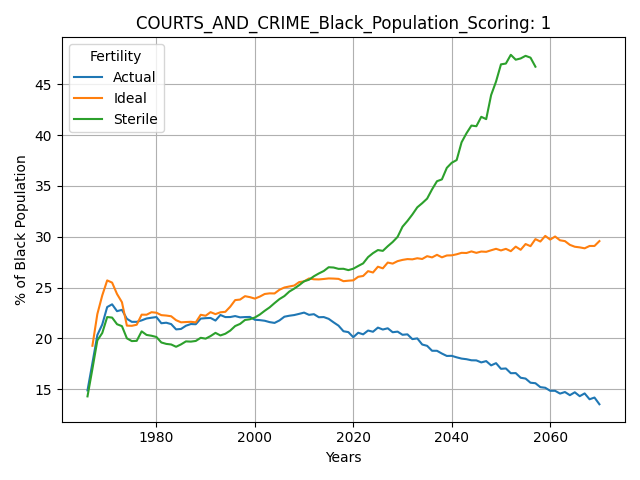 COURTS_AND_CRIME_Black_Population_Scoring: 1
Fertility
Actual
Ideal
Sterile
% of Black Population
45
40
35
30
25
20
15
1980
2000
2020
2040
2060
Years